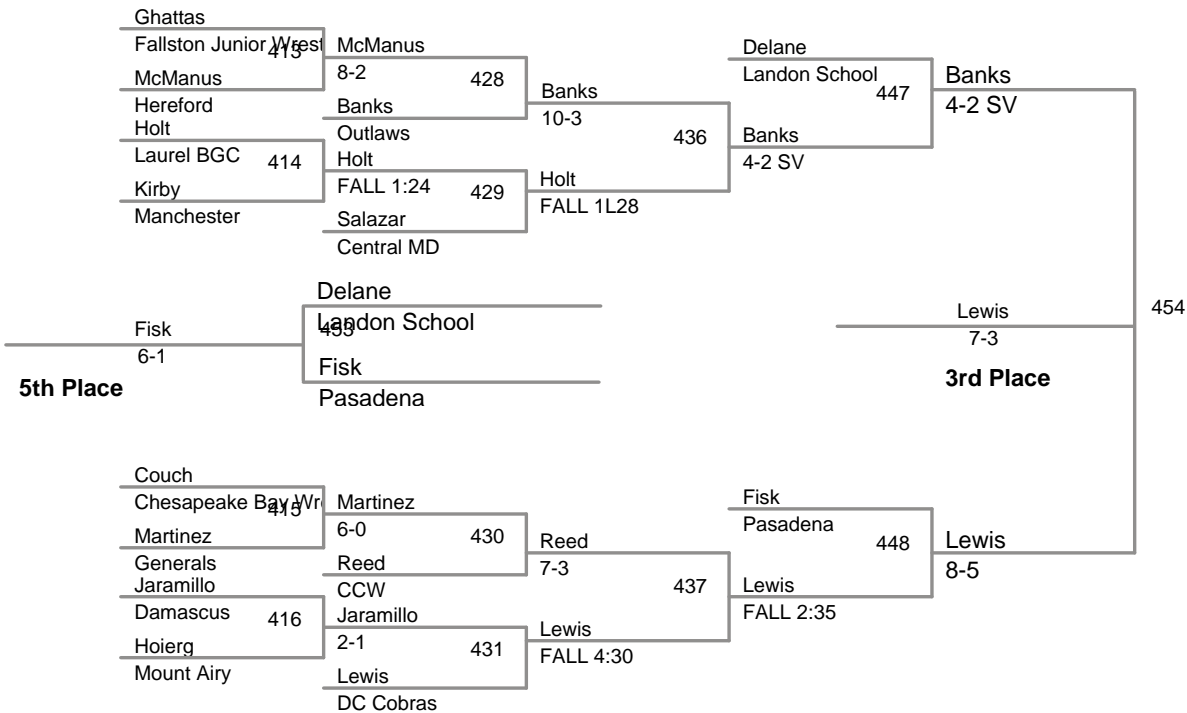 Ghattas
Fallston Junior Wrest
413
McManus
Hereford
McManus
8-2
428
Banks
Outlaws
Holt
Laurel BGC
414
Kirby
Manchester
Holt
FALL 1:24
429
Salazar
Central MD
Banks
10-3
436
Holt
FALL 1L28
Delane
Landon School
447
Banks
4-2 SV
Banks
4-2 SV
Delane
Landon School
453
Fisk
6-1
5th Place
Fisk
Pasadena
Lewis
7-3
3rd Place
454
Couch
Chesapeake Bay Wr
415
Martinez
Generals
Martinez
6-0
430
Reed
CCW
Jaramillo
Damascus
416
Hoierg
Mount Airy
Jaramillo
2-1
431
Lewis
DC Cobras
Reed
7-3
437
Lewis
FALL 4:30
Fisk
Pasadena
448
Lewis
FALL 2:35
Lewis
8-5